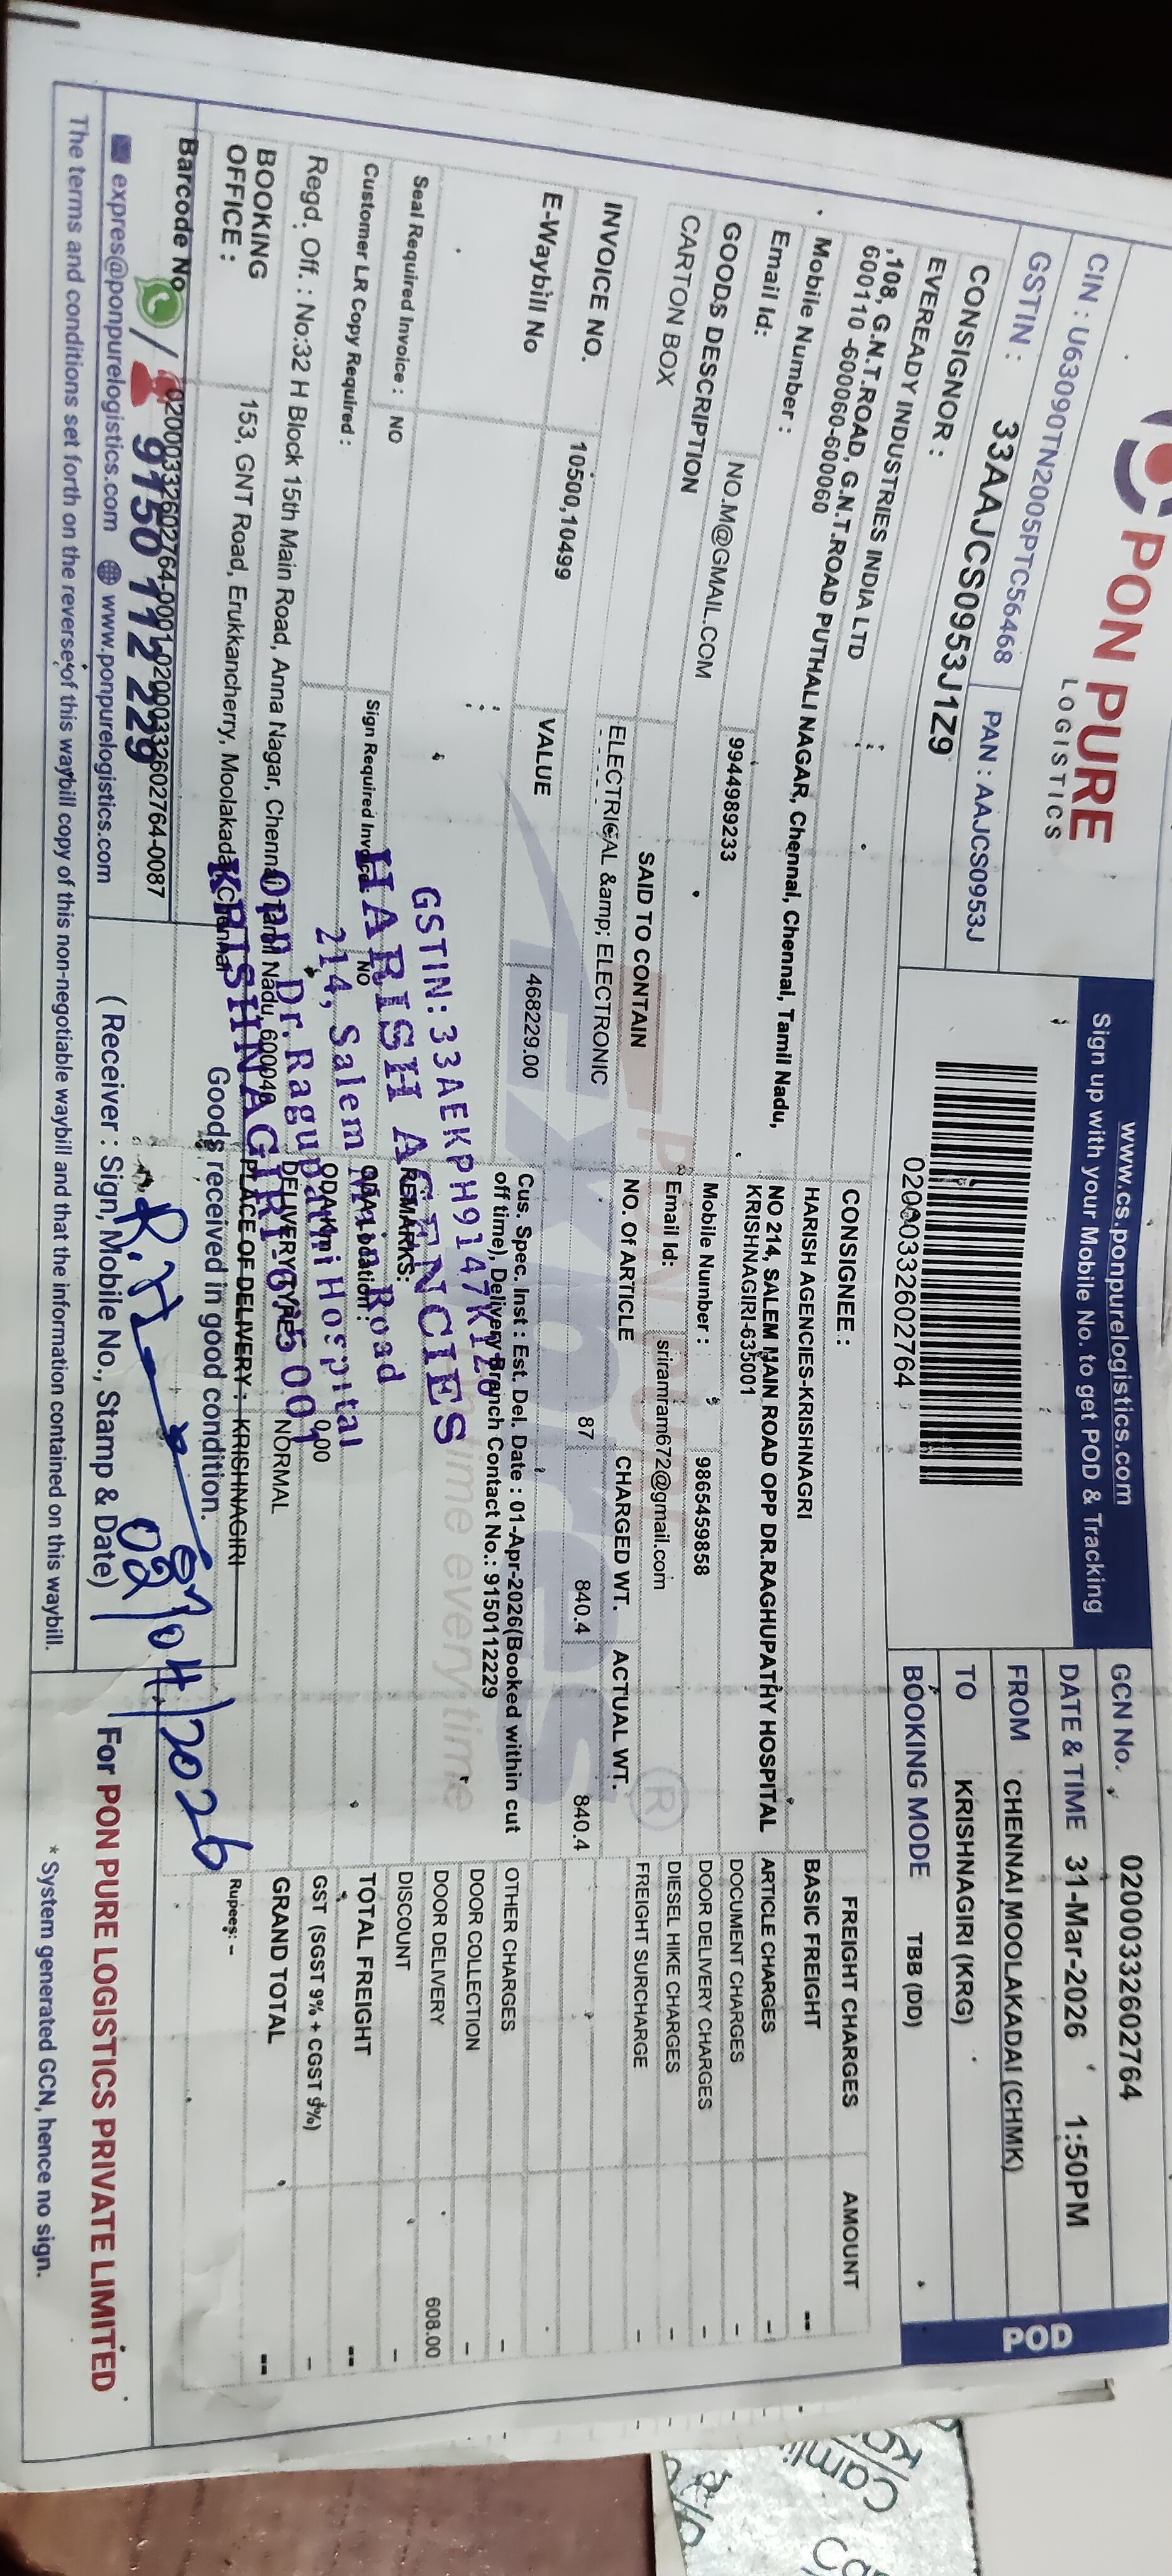 PON PURE
LOGISTICS
CIN : U63090TN2005PTC56468
GSTIN : 33AAJCS0953J1Z9
PAN : AAJCS0953J
www.cs.ponpurelogistics.com
Sign up with your Mobile No. to get POD & Tracking
0200033260 2764
GCN No. 02000332602764
DATE & TIME 31-Mar-2026 1:50PM
FROM CHENNAI MOOLAKADAI (CHMK)
TO KRISHNAGIRI (KRG)
BOOKING MODE TBB (DD)
POD
CONSIGNOR :
EVEREADY INDUSTRIES INDIA LTD
,108, G.N.T.ROAD, G.N.T.ROAD PUTHALI NAGAR, Chennai, Chennai, Tamil Nadu,
600110 -600060-600060
Mobile Number : 9944989233
Email Id: NO.M@GMAIL.COM
CONSIGNEE :
HARISH AGENCIES-KRISHNAGRI
NO 214, SALEM MAIN ROAD OPP DR.RAGHUPATHY HOSPITAL
KRISHNAGIRI-635001
Mobile Number : 9865459858
Email Id: sriramram672@gmail.com
FREIGHT CHARGES AMOUNT
BASIC FREIGHT --
ARTICLE CHARGES -
DOCUMENT CHARGES -
DOOR DELIVERY CHARGES -
DIESEL HIKE CHARGES -
FREIGHT SURCHARGE -
OTHER CHARGES -
DOOR COLLECTION -
DOOR DELIVERY 608.00
DISCOUNT -
TOTAL FREIGHT --
GST (SGST 9% + CGST 9%) -
GRAND TOTAL --
Rupees: --
GOODS DESCRIPTION SAID TO CONTAIN NO. Of ARTICLE CHARGED WT. ACTUAL WT.
CARTON BOX ELECTRICAL &amp; ELECTRONIC 87 840.4 840.4
INVOICE NO. 10500,10499 VALUE 468229.00
E-Waybill No
Cus. Spec. Inst : Est. Del. Date : 01-Apr-2026(Booked within cut
off time), Delivery Branch Contact No.: 9150112229
Seal Required Invoice : NO
Sign Required Invoice NO
Customer LR Copy Required :
REMARKS:
ODA Location :
ODA Km : 0.00
DELIVERY TYPE NORMAL
PLACE OF DELIVERY : KRISHNAGIRI
Regd. Off. : No:32 H Block 15th Main Road, Anna Nagar, Chennai Tamil Nadu, 600040
BOOKING OFFICE : 153, GNT Road, Erukkancherry, Moolakadai Chennai
GSTIN:33AEKPH9147K1Z6
HARISH AGENCIES
214, Salem Main Road
Opp Dr.Ragupathi Hospital
KRISHNAGIRI-635 001
Barcode No 02000332602764-0001-02000332602764-0087
9150 112 229
expres@ponpurelogistics.com www.ponpurelogistics.com
Goods received in good condition.
02/04/2026
( Receiver : Sign, Mobile No., Stamp & Date)
For PON PURE LOGISTICS PRIVATE LIMITED
* System generated GCN, hence no sign.
The terms and conditions set forth on the reverse of this waybill copy of this non-negotiable waybill and that the information contained on this waybill.